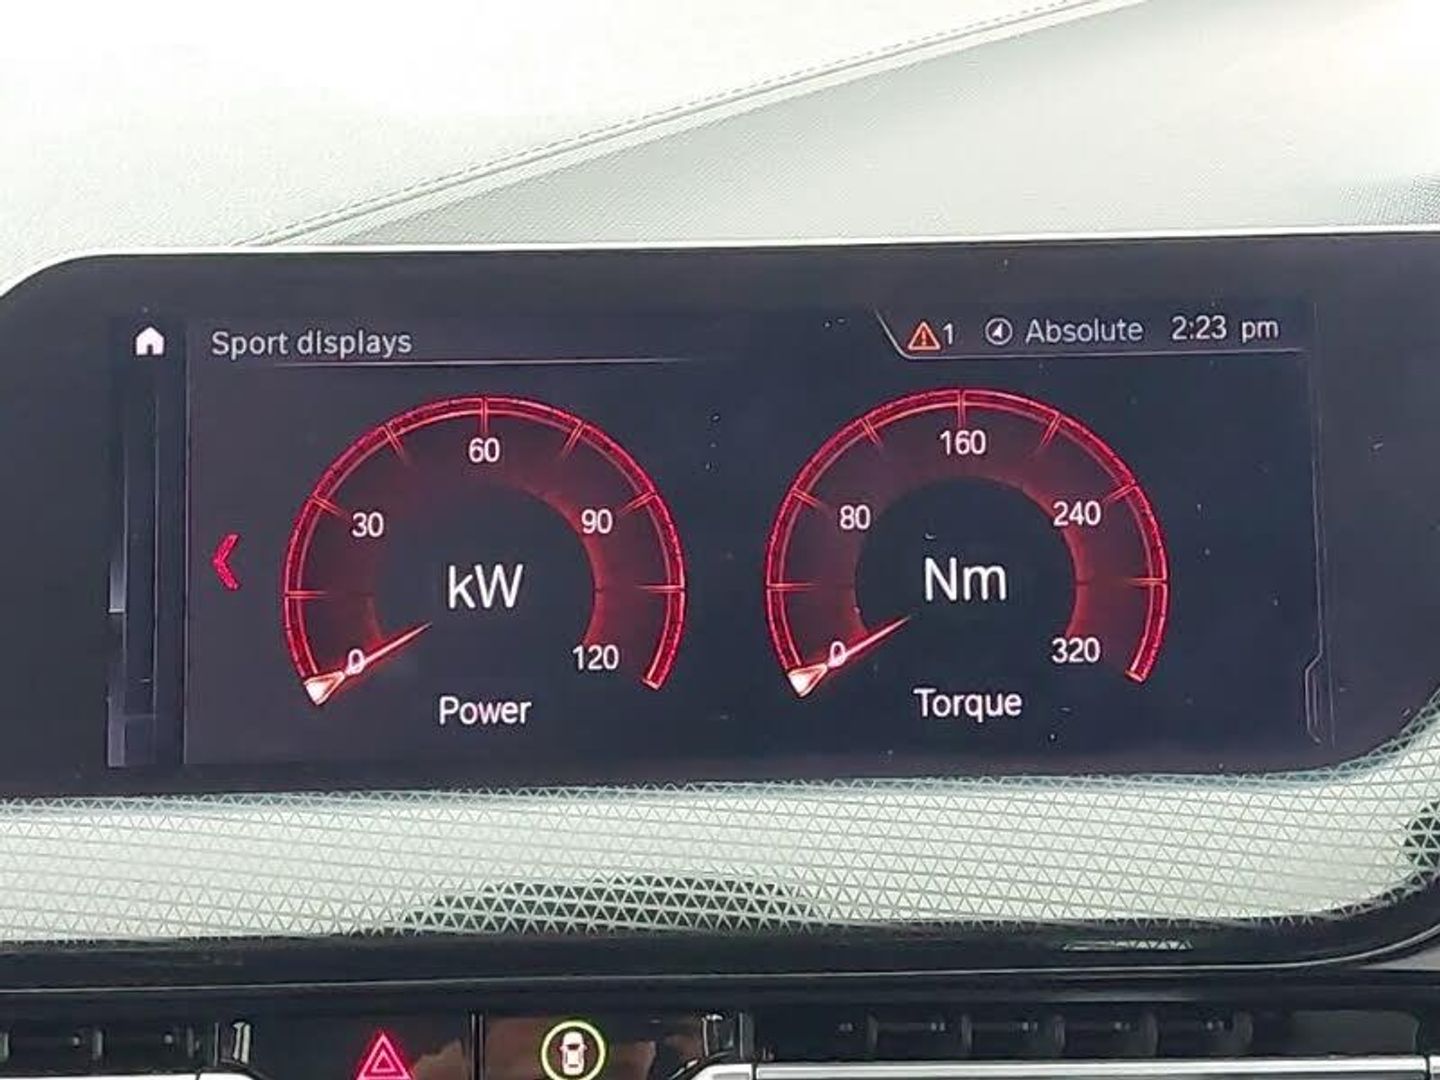 Sport displays
1 Absolute 2:23 pm
60
30
90
kW
0
120
Power
160
80
240
Nm
0
320
Torque